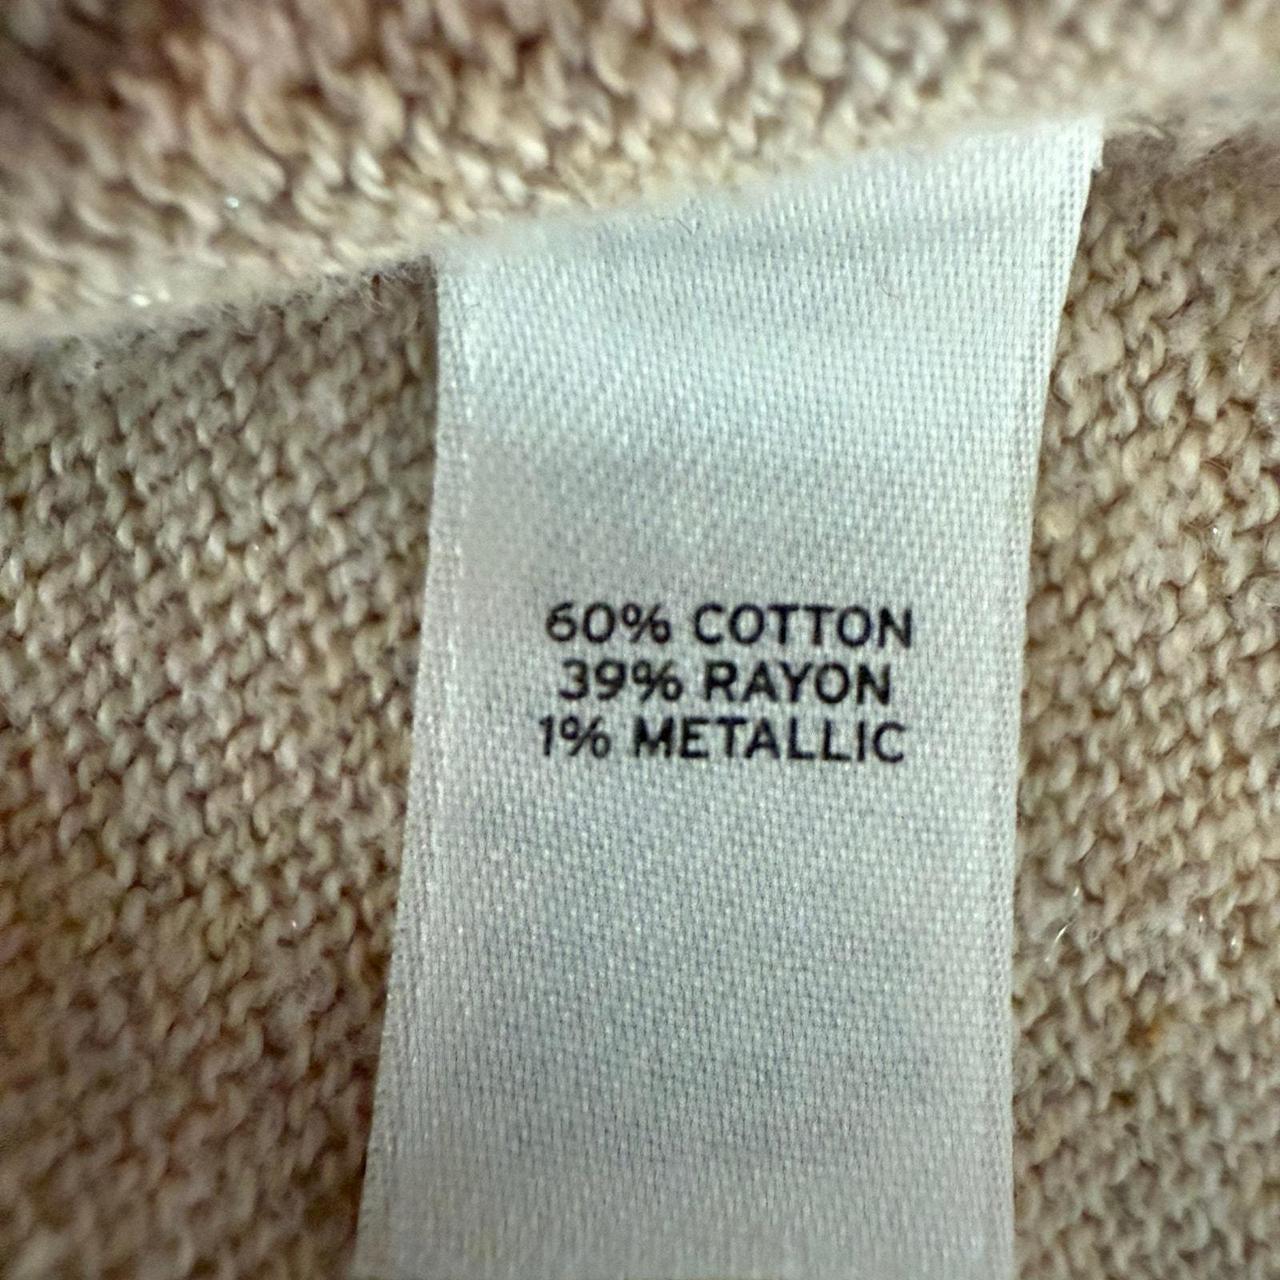 60% COTTON
39% RAYON
1% METALLIC